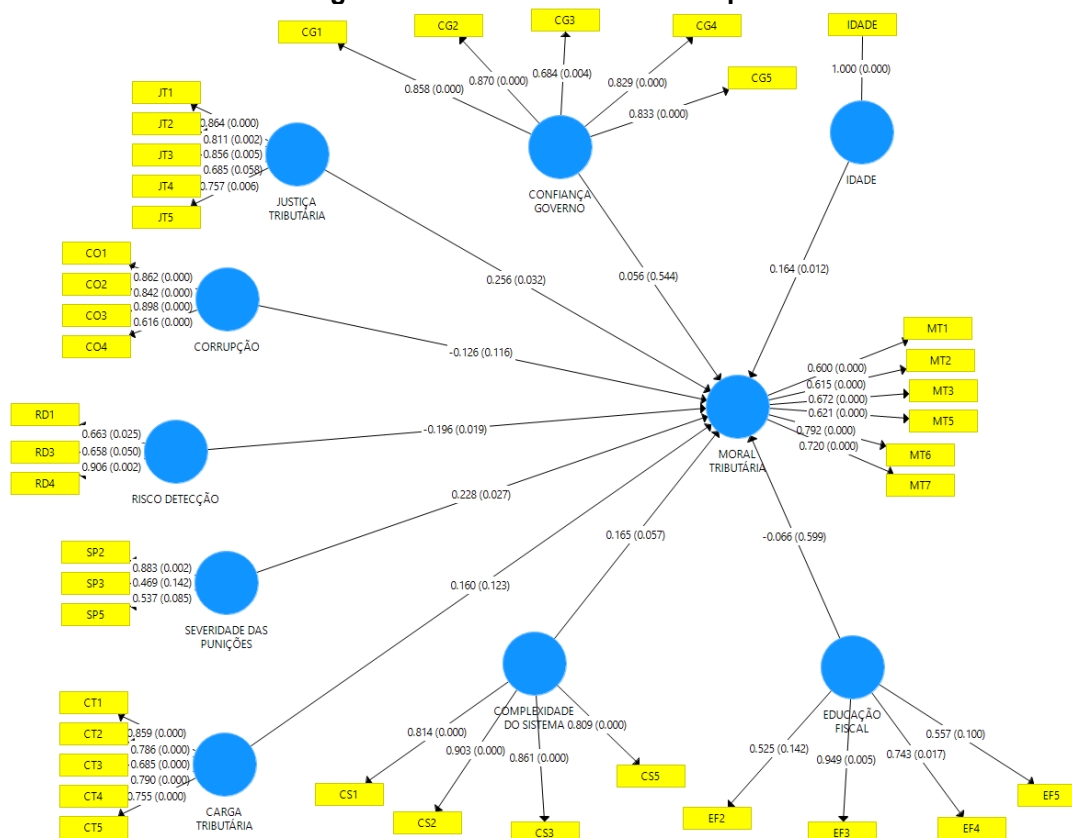 CG1
CG2
CG3
CG4
CG5
IDADE
0.858 (0.000)
0.870 (0.000)
0.684 (0.004)
0.829 (0.000)
0.833 (0.000)
1.000 (0.000)
CONFIANÇA
GOVERNO
IDADE
JT1
JT2
JT3
JT4
JT5
0.864 (0.000)
0.811 (0.002)
0.856 (0.005)
0.685 (0.058)
0.757 (0.006)
JUSTIÇA
TRIBUTÁRIA
0.256 (0.032)
0.056 (0.544)
0.164 (0.012)
CO1
CO2
CO3
CO4
0.862 (0.000)
0.842 (0.000)
0.898 (0.000)
0.616 (0.000)
CORRUPÇÃO
-0.126 (0.116)
MT1
MT2
MT3
MT5
MT6
MT7
0.600 (0.000)
0.615 (0.000)
0.672 (0.000)
0.621 (0.000)
0.792 (0.000)
0.720 (0.000)
MORAL
TRIBUTÁRIA
RD1
RD3
RD4
0.663 (0.025)
0.658 (0.050)
0.906 (0.002)
RISCO DETECÇÃO
-0.196 (0.019)
SP2
SP3
SP5
0.883 (0.002)
0.469 (0.142)
0.537 (0.085)
SEVERIDADE DAS
PUNIÇÕES
0.228 (0.027)
0.160 (0.123)
0.165 (0.057)
-0.066 (0.599)
CT1
CT2
CT3
CT4
CT5
0.859 (0.000)
0.786 (0.000)
0.685 (0.000)
0.790 (0.000)
0.755 (0.000)
CARGA
TRIBUTÁRIA
COMPLEXIDADE
DO SISTEMA
0.814 (0.000)
0.903 (0.000)
0.861 (0.000)
0.809 (0.000)
CS1
CS2
CS3
CS5
EDUCAÇÃO
FISCAL
0.525 (0.142)
0.949 (0.005)
0.743 (0.017)
0.557 (0.100)
EF2
EF3
EF4
EF5